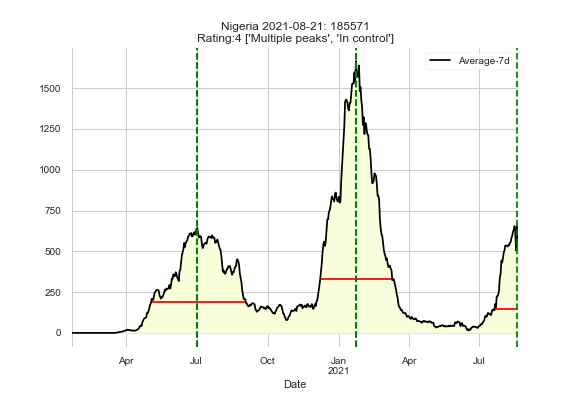 Nigeria 2021-08-21: 185571
Rating:4 ['Multiple peaks', 'In control']
Average-7d
1500
1250
1000
750
500
250
0
Apr Jul Oct Jan Apr Jul
2021
Date